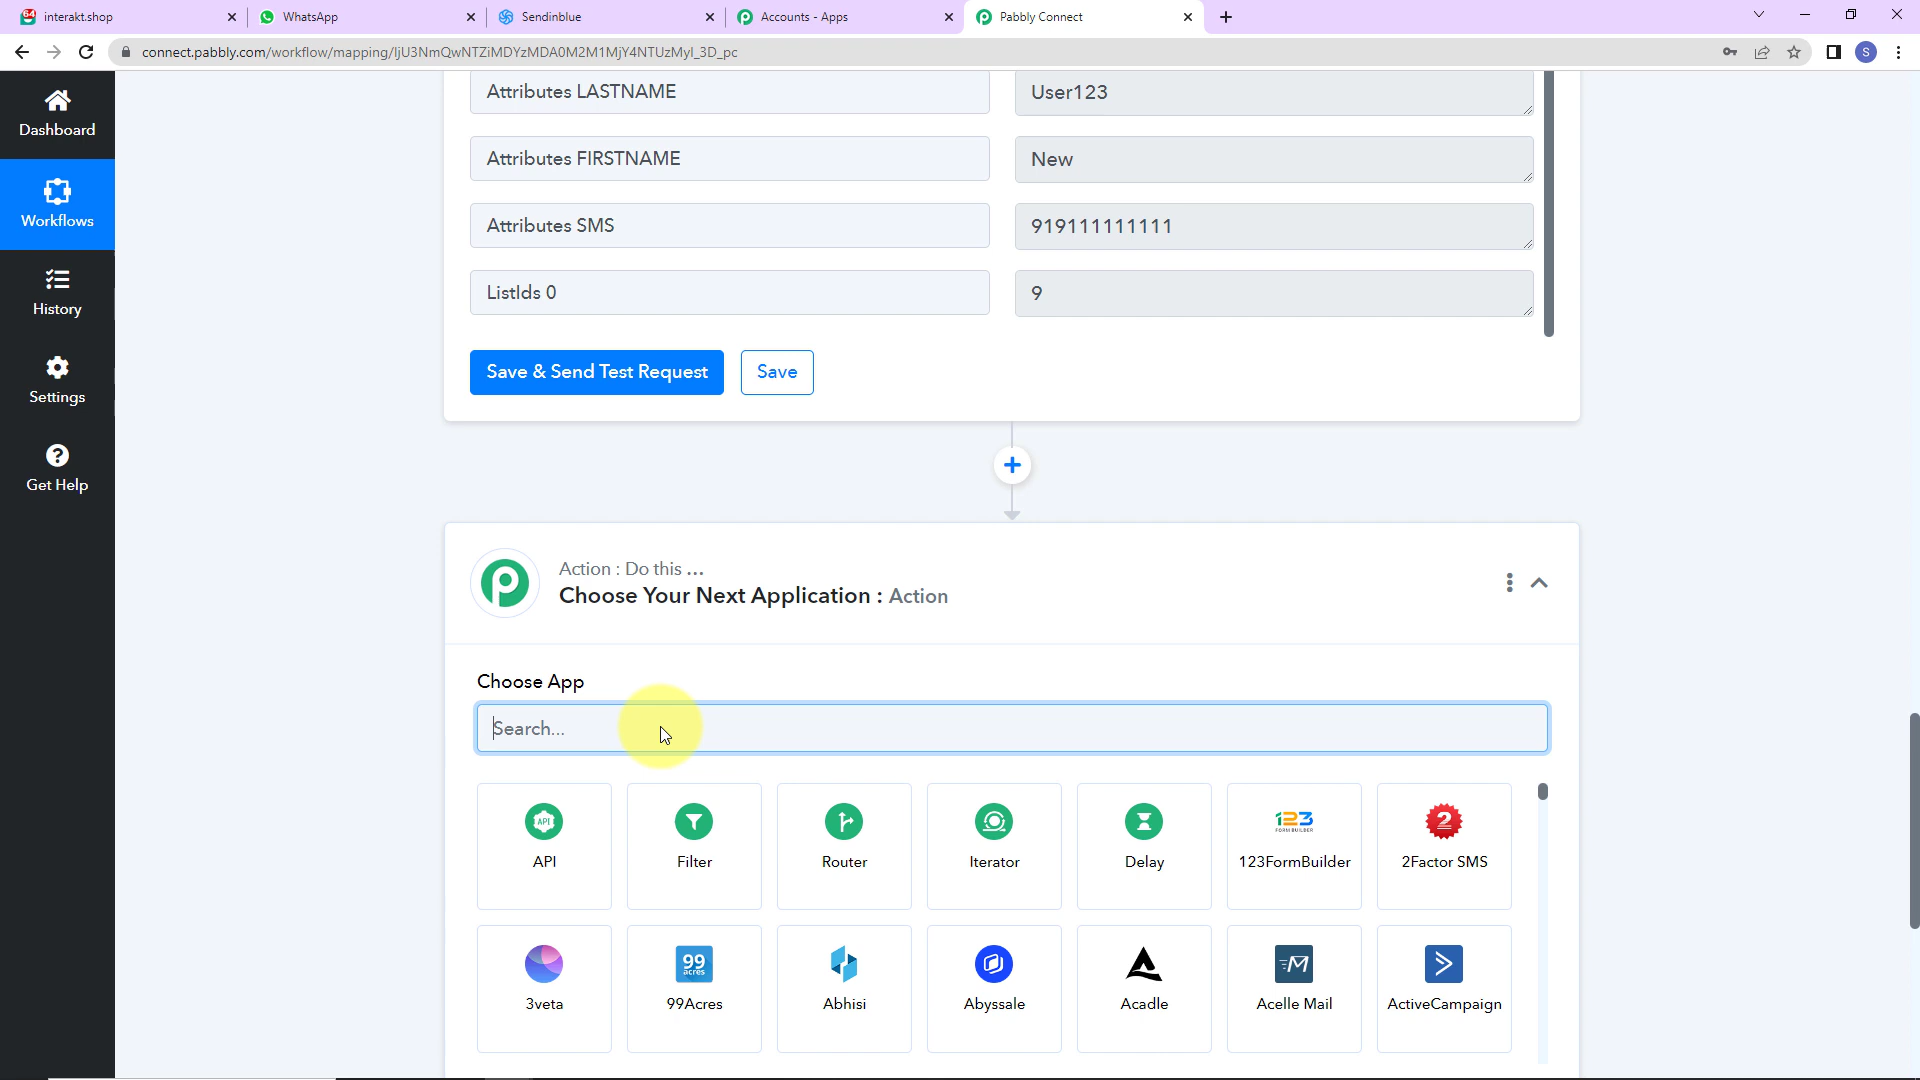 interakt.shop
WhatsApp
Sendinblue
Accounts - Apps
Pabbly Connect
connect.pabbly.com/workflow/mapping/IjU3NmQwNTZiMDYzMDA0M2M1MjY4NTUzMyI_3D_pc
S
Dashboard
Workflows
History
Settings
Get Help
Attributes LASTNAME
User123
Attributes FIRSTNAME
New
Attributes SMS
919111111111
ListIds 0
9
Save & Send Test Request
Save
Action : Do this ...
Choose Your Next Application : Action
Choose App
Search...
API
Filter
Router
Iterator
Delay
123FormBuilder
2Factor SMS
3veta
99Acres
Abhisi
Abyssale
Acadle
Acelle Mail
ActiveCampaign